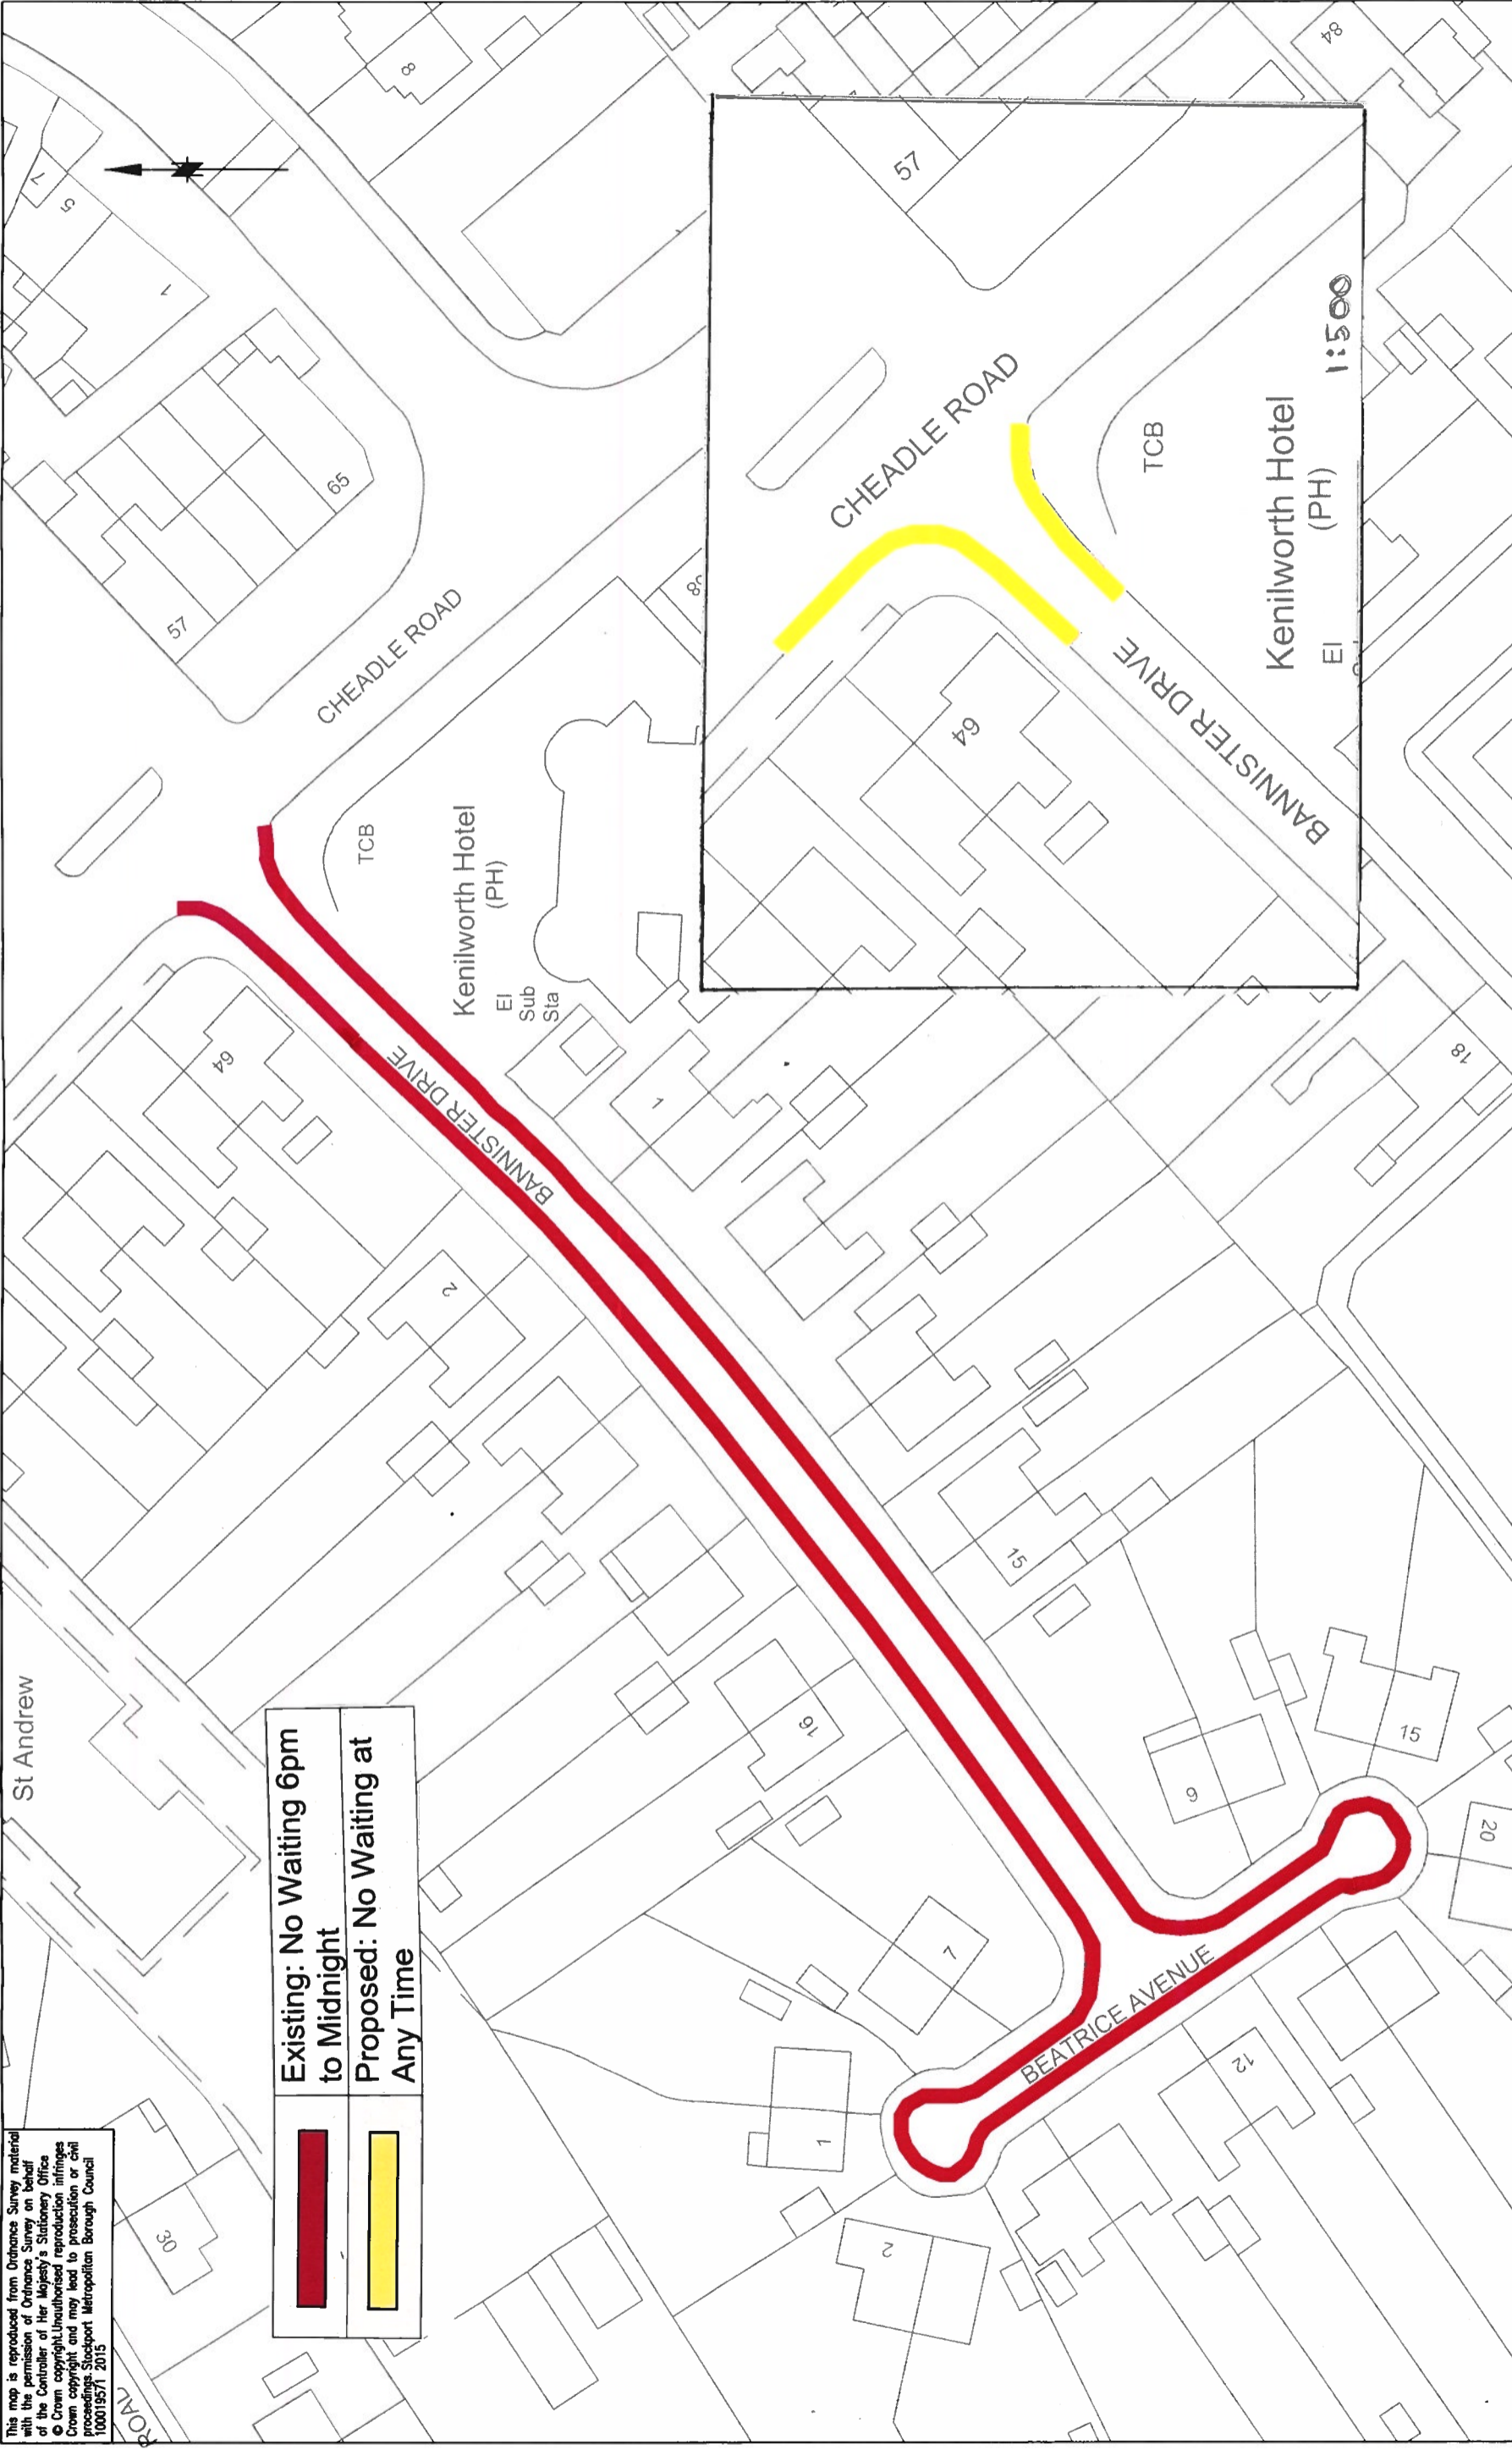 This map is reproduced from Ordnance Survey material
with the permission of Ordnance Survey on behalf
of the Controller of Her Majesty's Stationery Office
© Crown copyright.Unauthorised reproduction infringes
Crown copyright and may lead to prosecution or civil
proceedings. Stockport Metropolitan Borough Council
100019571 2015
ROAL
30
St Andrew
Existing: No Waiting 6pm
to Midnight
Proposed: No Waiting at
Any Time
7
5
1
8
65
57
CHEADLE ROAD
TCB
Kenilworth Hotel
(PH)
El
Sub
Sta
64
BANNISTER DRIVE
1
2
16
15
7
1
2
BEATRICE AVENUE
12
9
15
20
18
84
57
CHEADLE ROAD
TCB
64
BANNISTER DRIVE
Kenilworth Hotel
(PH)
El
1:500